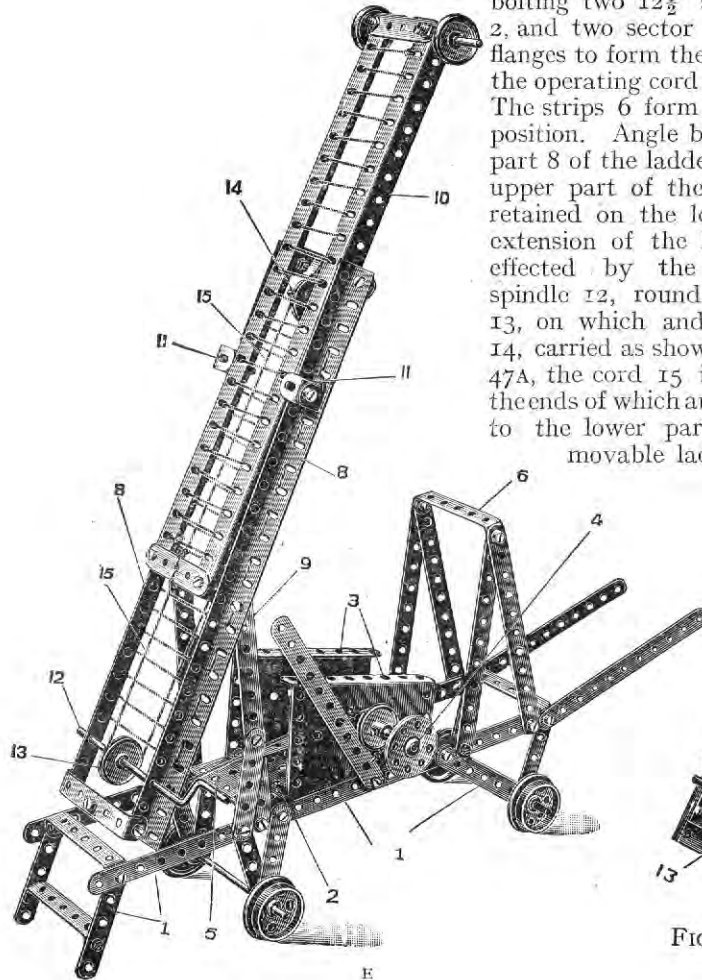 bolting two 12½"
2, and two sector
flanges to form the
the operating cord
The strips 6 form
position. Angle b
part 8 of the ladde
upper part of the
retained on the lo
extension of the
effected by the
spindle 12, round
13, on which and
14, carried as show
47A, the cord 15 i
the ends of which ar
to the lower par
movable lad
10
14
15
11
11
8
6
4
8
9
3
15
12
13
1
5
2
1
13
FIG
E